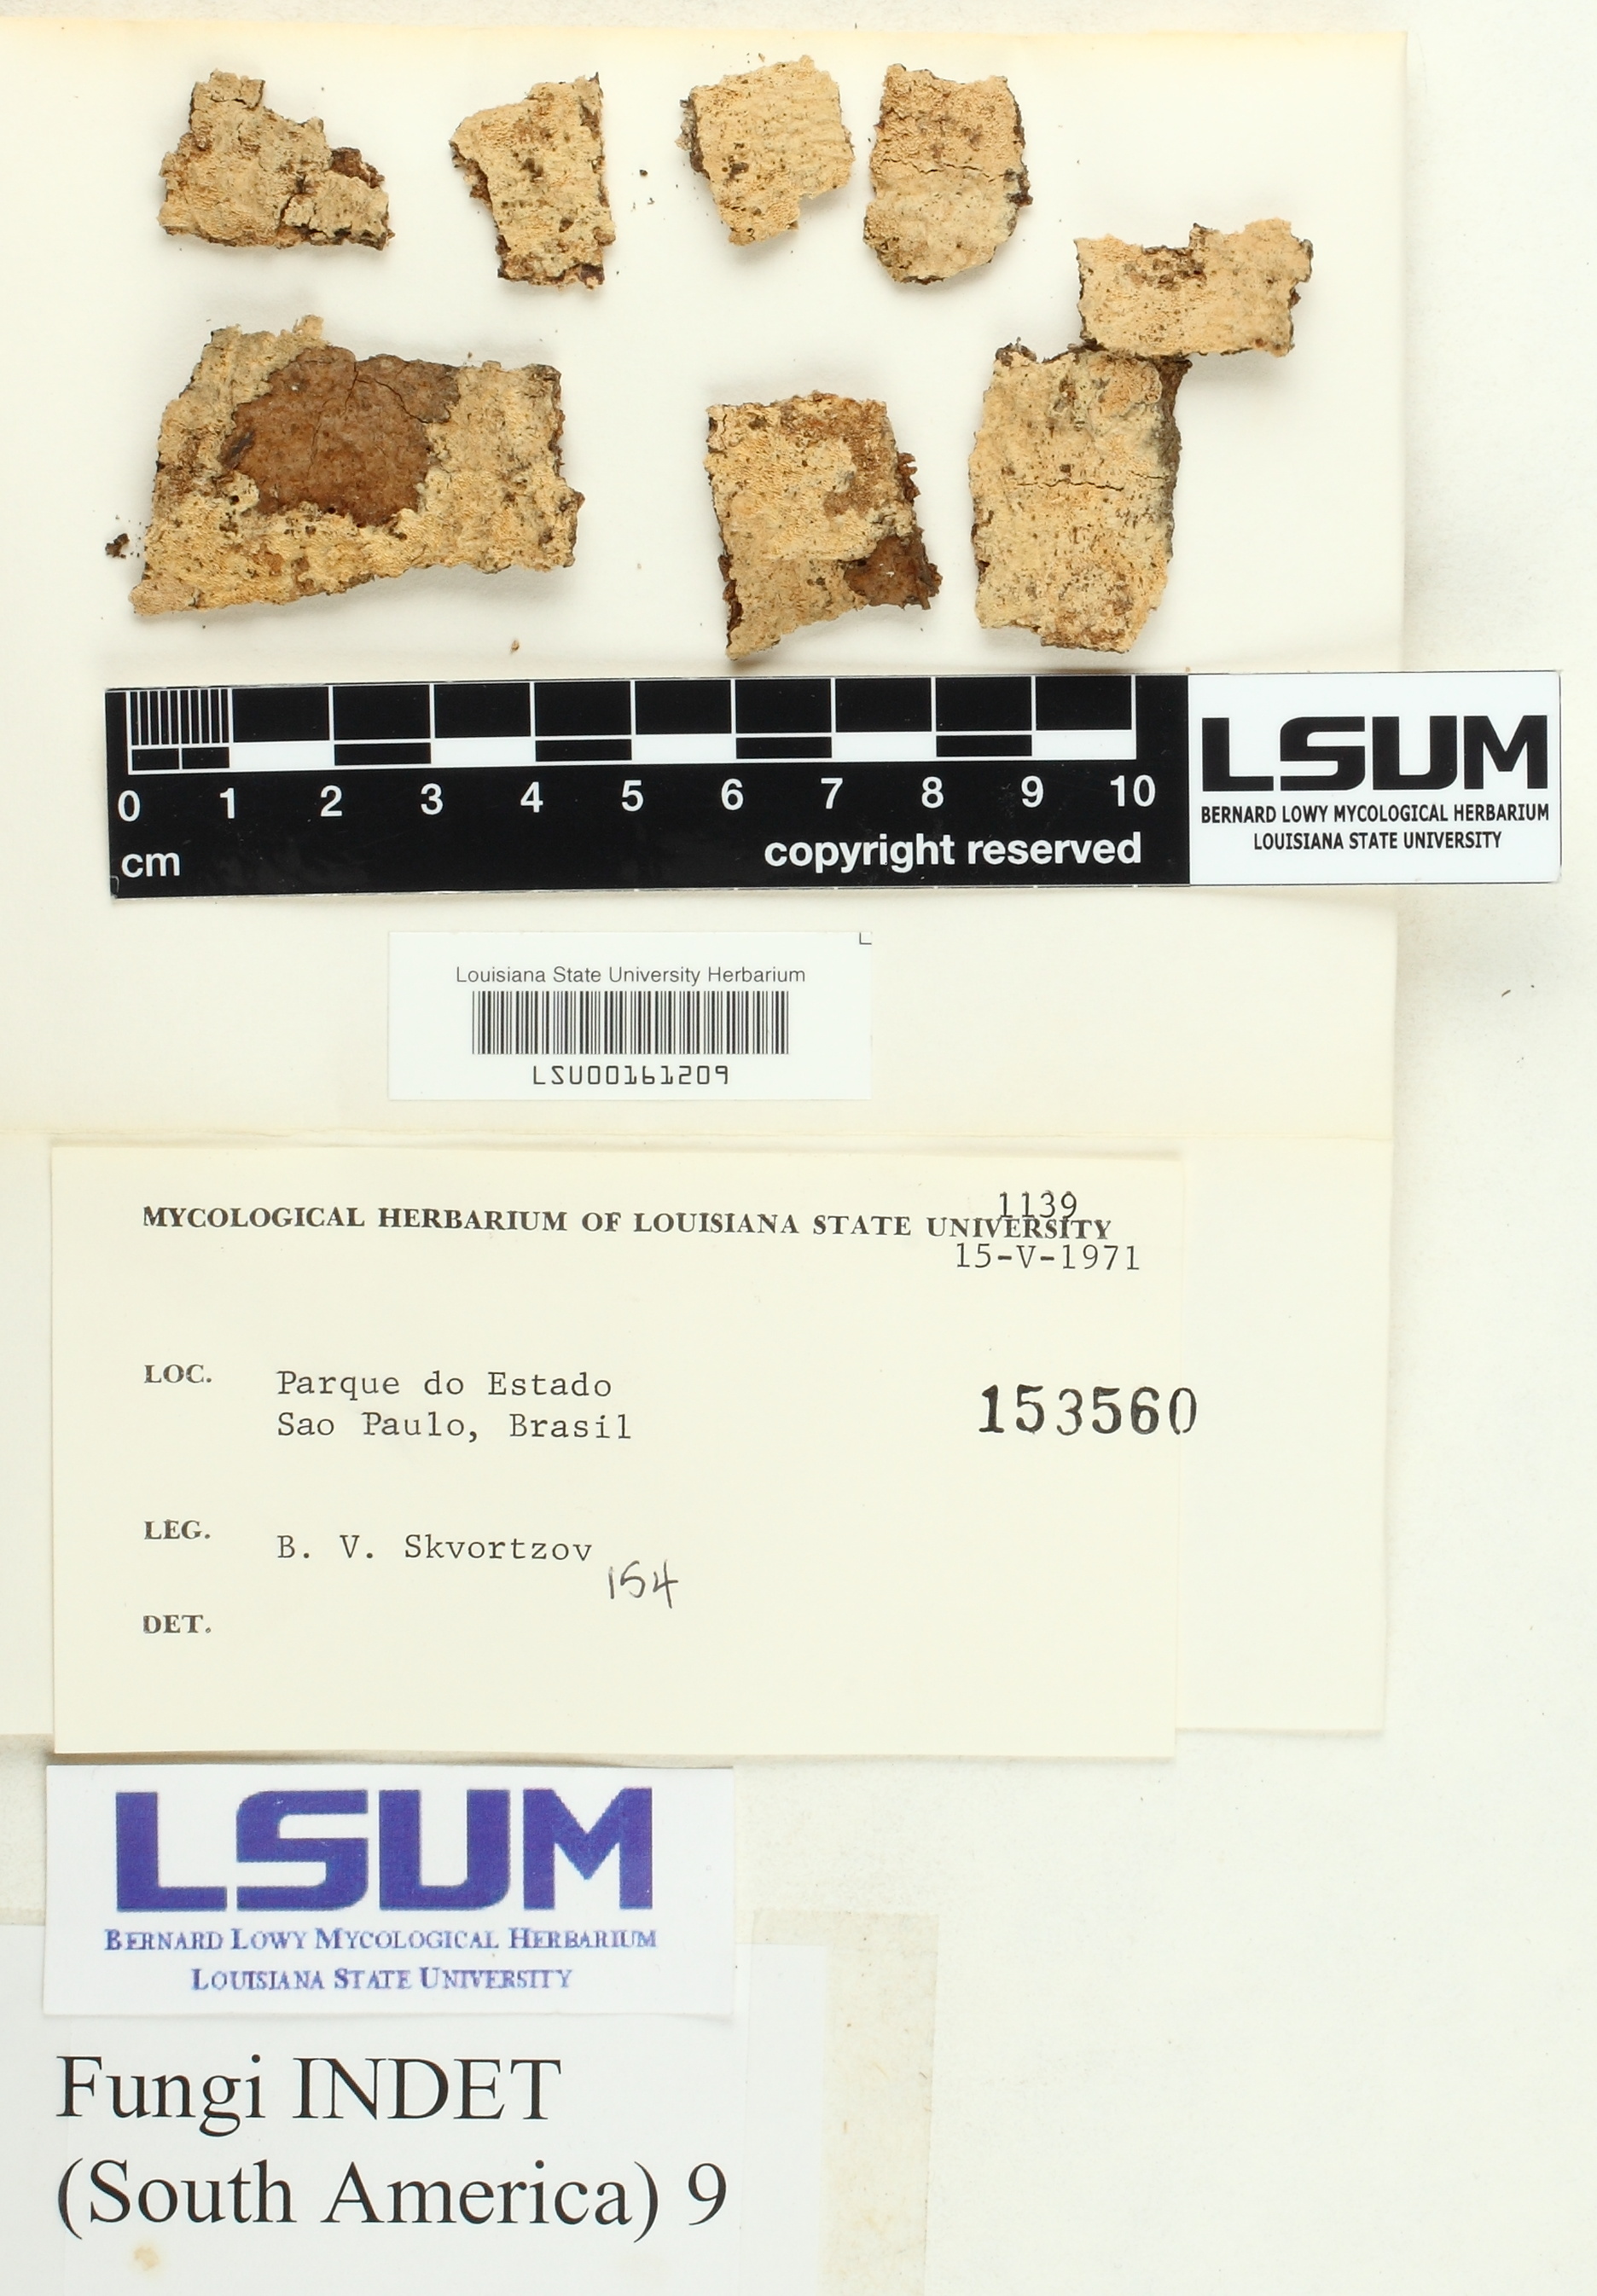 0 1 2 3 4 5 6 7 8 9 10
cm
copyright reserved
LSUM
BERNARD LOWY MYCOLOGICAL HERBARIUM
LOUISIANA STATE UNIVERSITY
Louisiana State University Herbarium
LSU00161209
1139
MYCOLOGICAL HERBARIUM OF LOUISIANA STATE UNIVERSITY
15-V-1971
LOC. Parque do Estado
Sao Paulo, Brasil
153560
LEG. B. V. Skvortzov
154
DET.
LSUM
BERNARD LOWY MYCOLOGICAL HERBARIUM
LOUISIANA STATE UNIVERSITY
Fungi INDET
(South America) 9